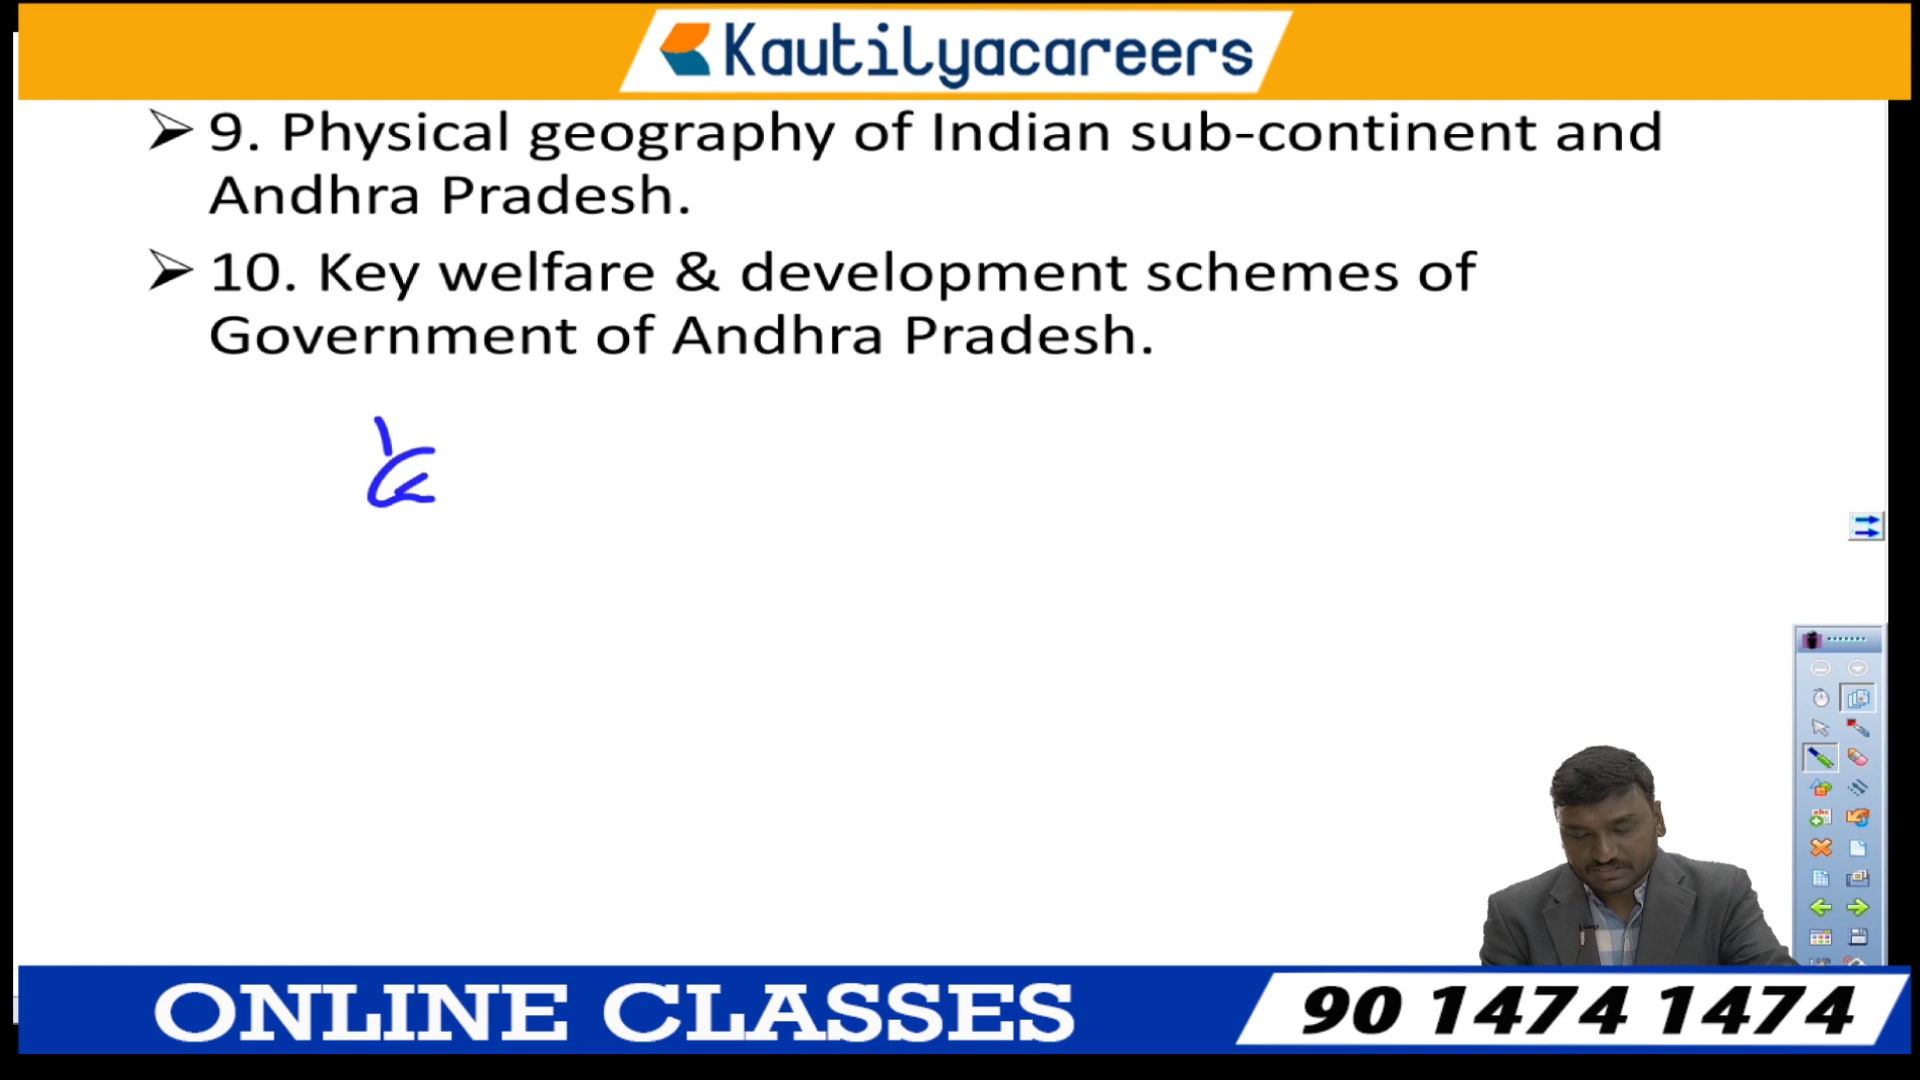 Kautilyacareers
➢ 9. Physical geography of Indian sub-continent and
Andhra Pradesh.
➢ 10. Key welfare & development schemes of
Government of Andhra Pradesh.
ONLINE CLASSES
90 1474 1474